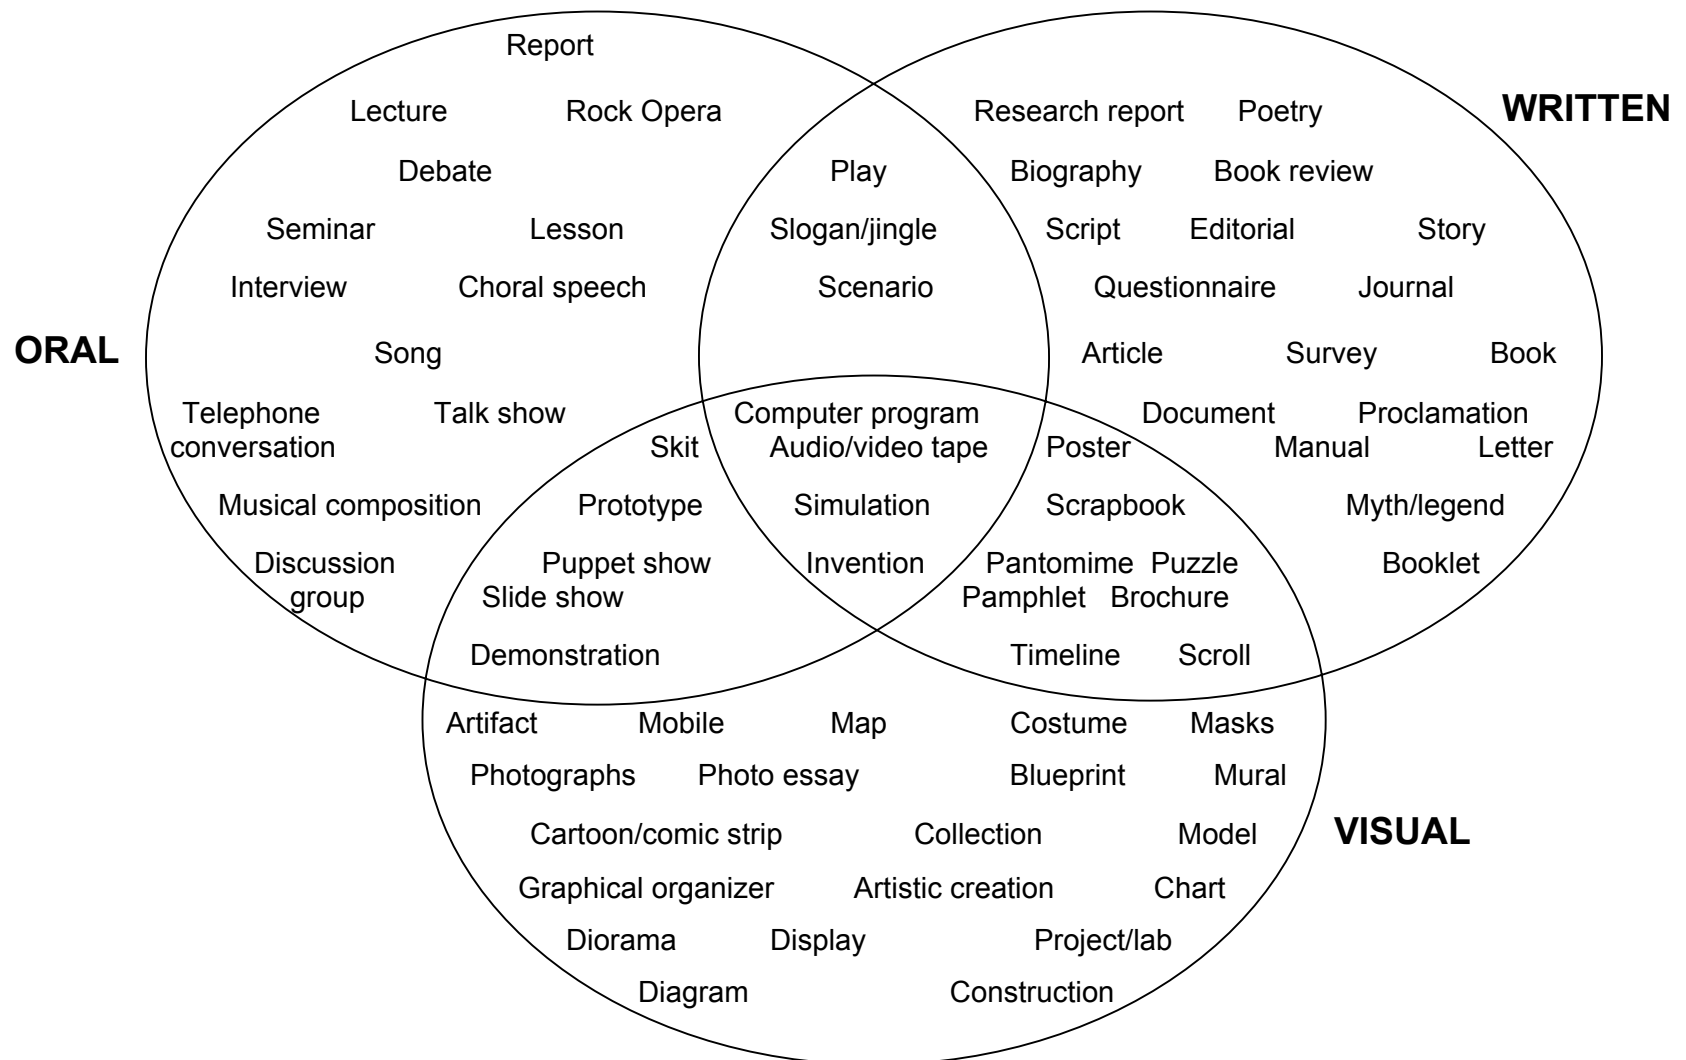 Report
Lecture Rock Opera Research report Poetry WRITTEN
Debate Play Biography Book review
Seminar Lesson Slogan/jingle Script Editorial Story
Interview Choral speech Scenario Questionnaire Journal
ORAL Song Article Survey Book
Telephone Talk show Computer program Document Proclamation
conversation Skit Audio/video tape Poster Manual Letter
Musical composition Prototype Simulation Scrapbook Myth/legend
Discussion Puppet show Invention Pantomime Puzzle Booklet
group Slide show Pamphlet Brochure
Demonstration Timeline Scroll
Artifact Mobile Map Costume Masks
Photographs Photo essay Blueprint Mural
Cartoon/comic strip Collection Model VISUAL
Graphical organizer Artistic creation Chart
Diorama Display Project/lab
Diagram Construction